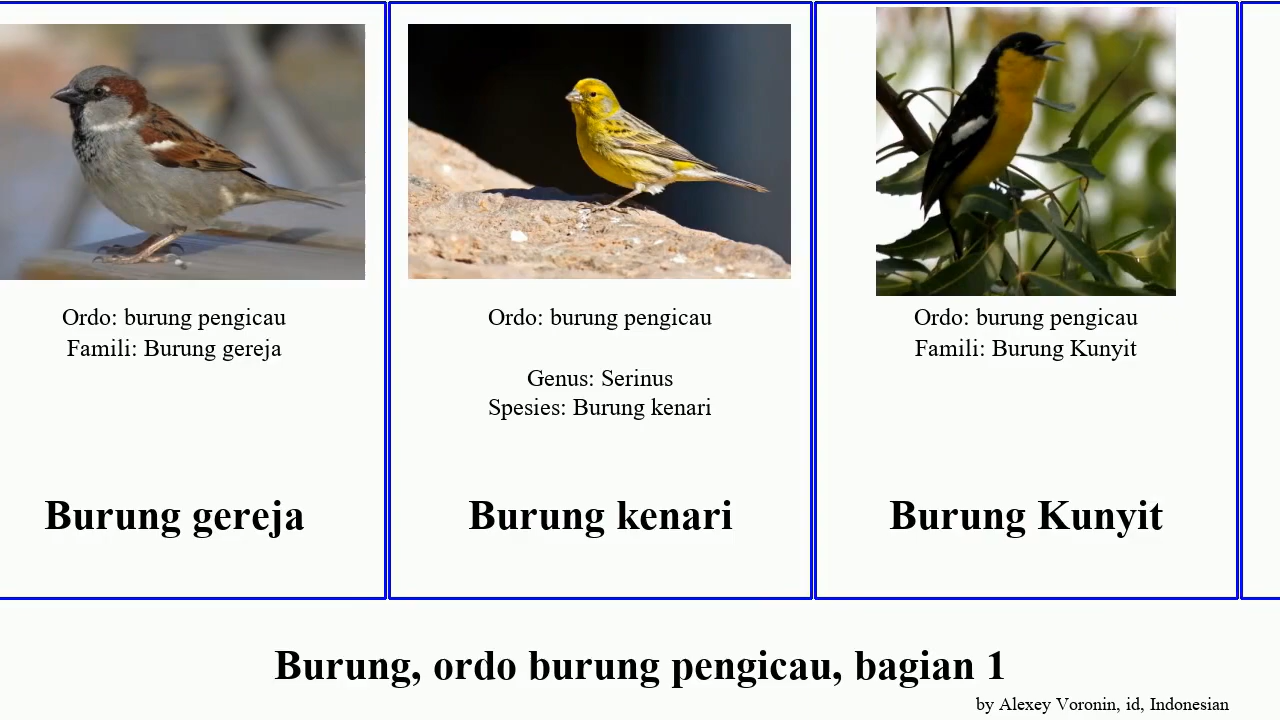 Ordo: burung pengicau
Famili: Burung gereja
Burung gereja
Ordo: burung pengicau
Genus: Serinus
Spesies: Burung kenari
Burung kenari
Ordo: burung pengicau
Famili: Burung Kunyit
Burung Kunyit
Burung, ordo burung pengicau, bagian 1
by Alexey Voronin, id, Indonesian